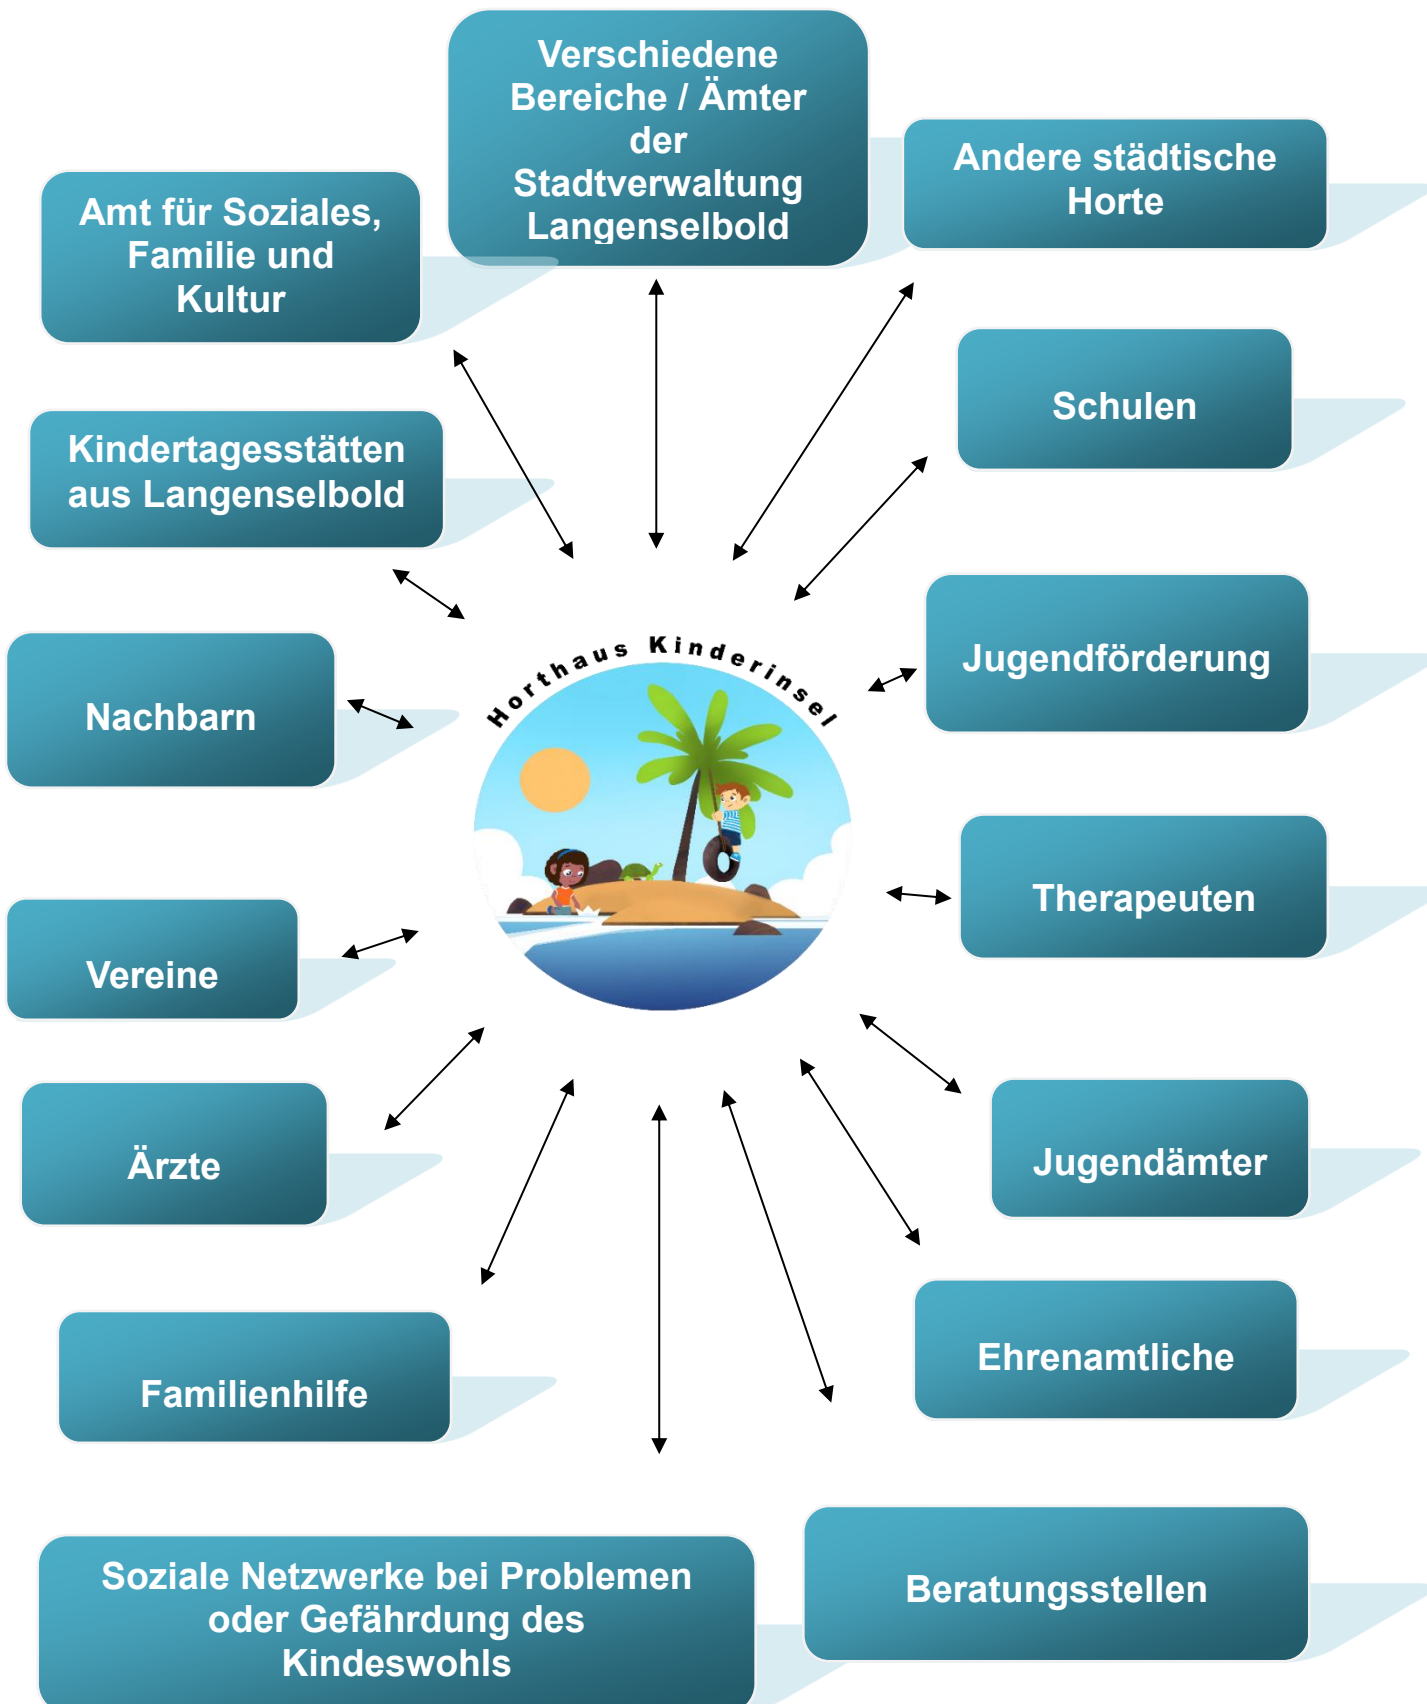 Verschiedene
Bereiche / Ämter
der
Stadtverwaltung
Langenselbold
Andere städtische
Horte
Amt für Soziales,
Familie und
Kultur
Schulen
Kindertagesstätten
aus Langenselbold
Horthaus Kinderinsel
Jugendförderung
Nachbarn
Therapeuten
Vereine
Jugendämter
Ärzte
Ehrenamtliche
Familienhilfe
Soziale Netzwerke bei Problemen
oder Gefährdung des
Kindeswohls
Beratungsstellen